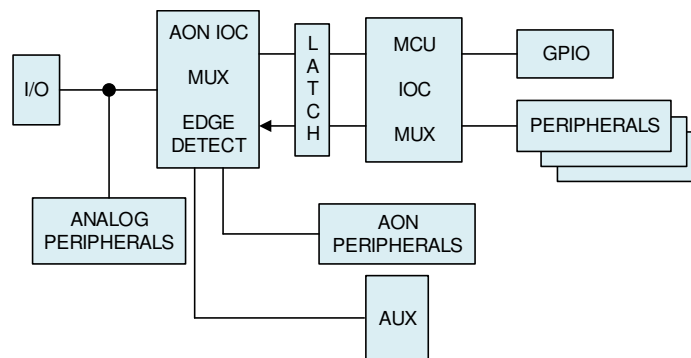 I/O
AON IOC
MUX
EDGE
DETECT
L
A
T
C
H
MCU
IOC
MUX
GPIO
PERIPHERALS
ANALOG
PERIPHERALS
AON
PERIPHERALS
AUX